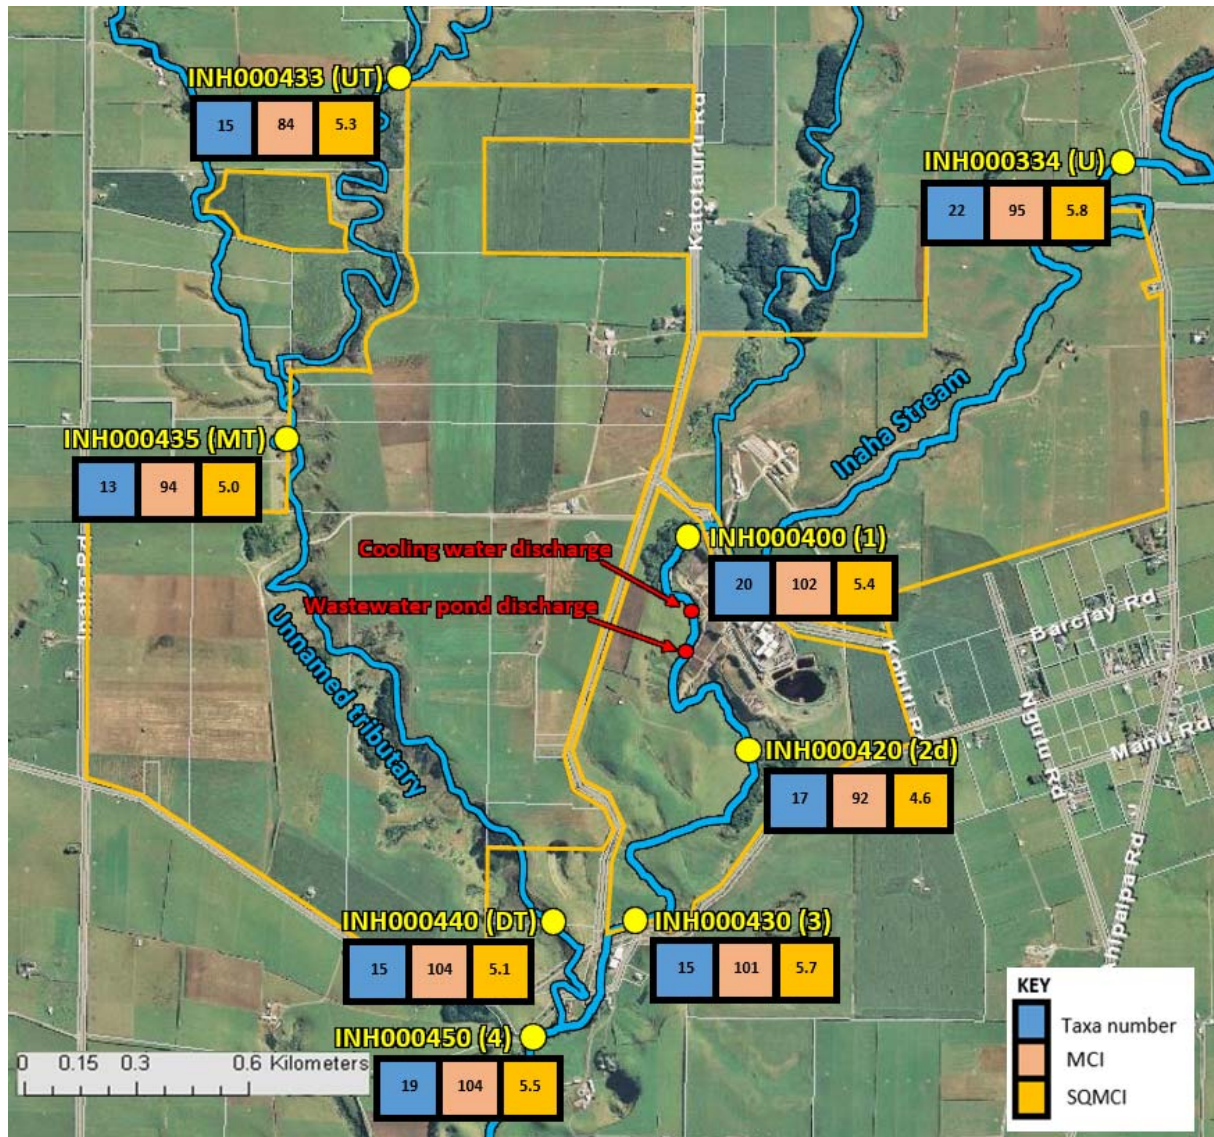 INH000433 (UT)
15 84 5.3
Katotauru Rd
INH000334 (U)
22 95 5.8
Inaha Stream
INH000435 (MT)
13 94 5.0
INH000400 (1)
20 102 5.4
Cooling water discharge
Wastewater pond discharge
Inaha Rd
Unnamed tributary
Barclay Rd
Kohiti R
Ngutu Rd
Manu Rd
INH000420 (2d)
17 92 4.6
INH000440 (DT)
15 104 5.1
INH000430 (3)
15 101 5.7
INH000450 (4)
19 104 5.5
0 0.15 0.3 0.6 Kilometers
KEY
Taxa number
MCI
SQMCI